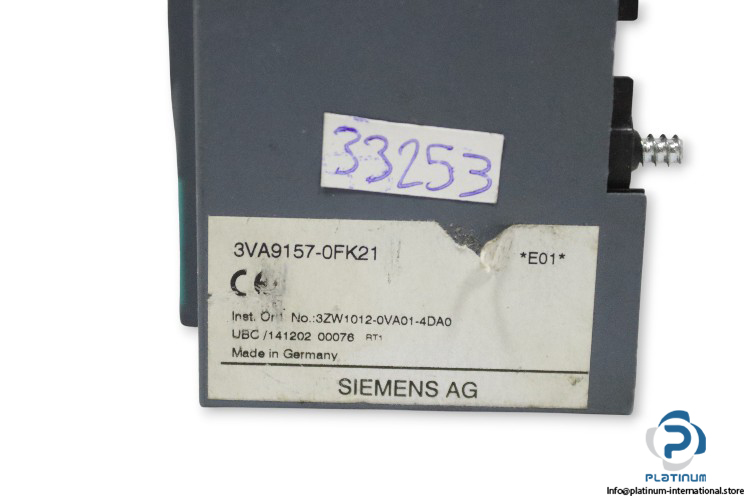 33253
3VA9157-0FK21
*E01*
CE
Inst. Ord No.:3ZW1012-0VA01-4DA0
UBC /141202 00076 RT1
Made in Germany
SIEMENS AG
PLATINUM
Info@platinum-international.store